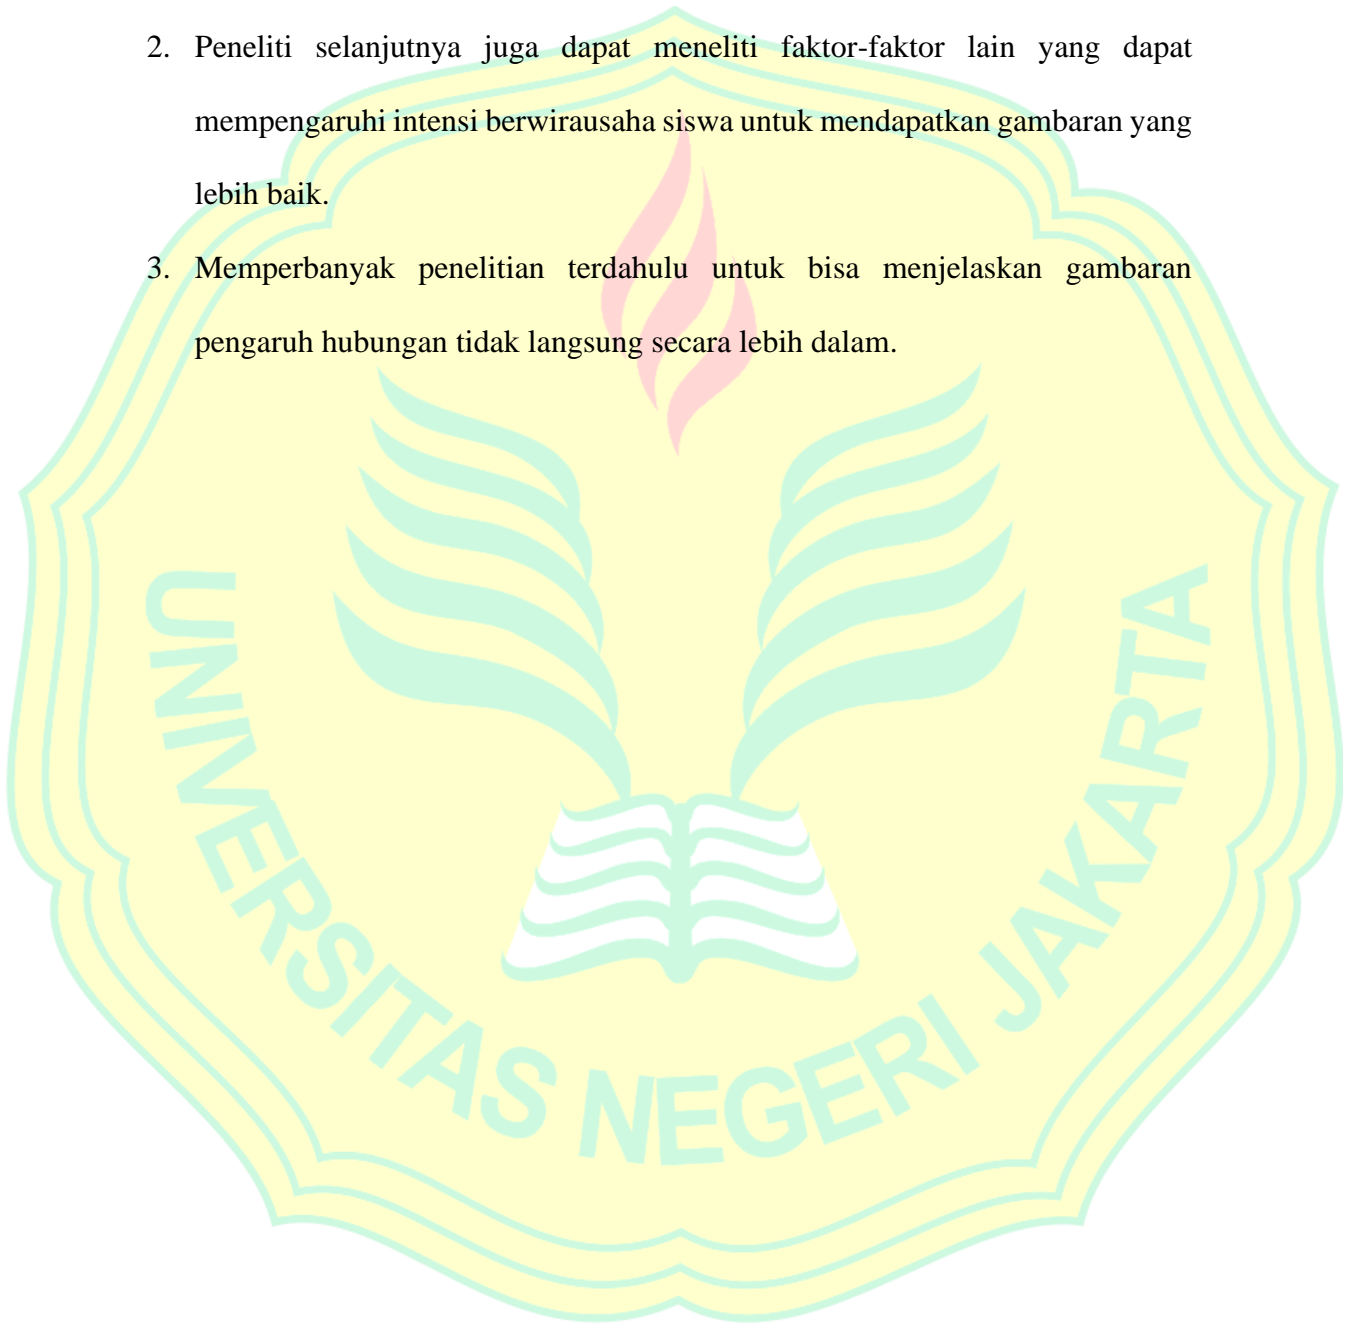 2. Peneliti selanjutnya juga dapat meneliti faktor-faktor lain yang dapat
mempengaruhi intensi berwirausaha siswa untuk mendapatkan gambaran yang
lebih baik.
3. Memperbanyak penelitian terdahulu untuk bisa menjelaskan gambaran
pengaruh hubungan tidak langsung secara lebih dalam.
UNIVERSITAS NEGERI JAKARTA